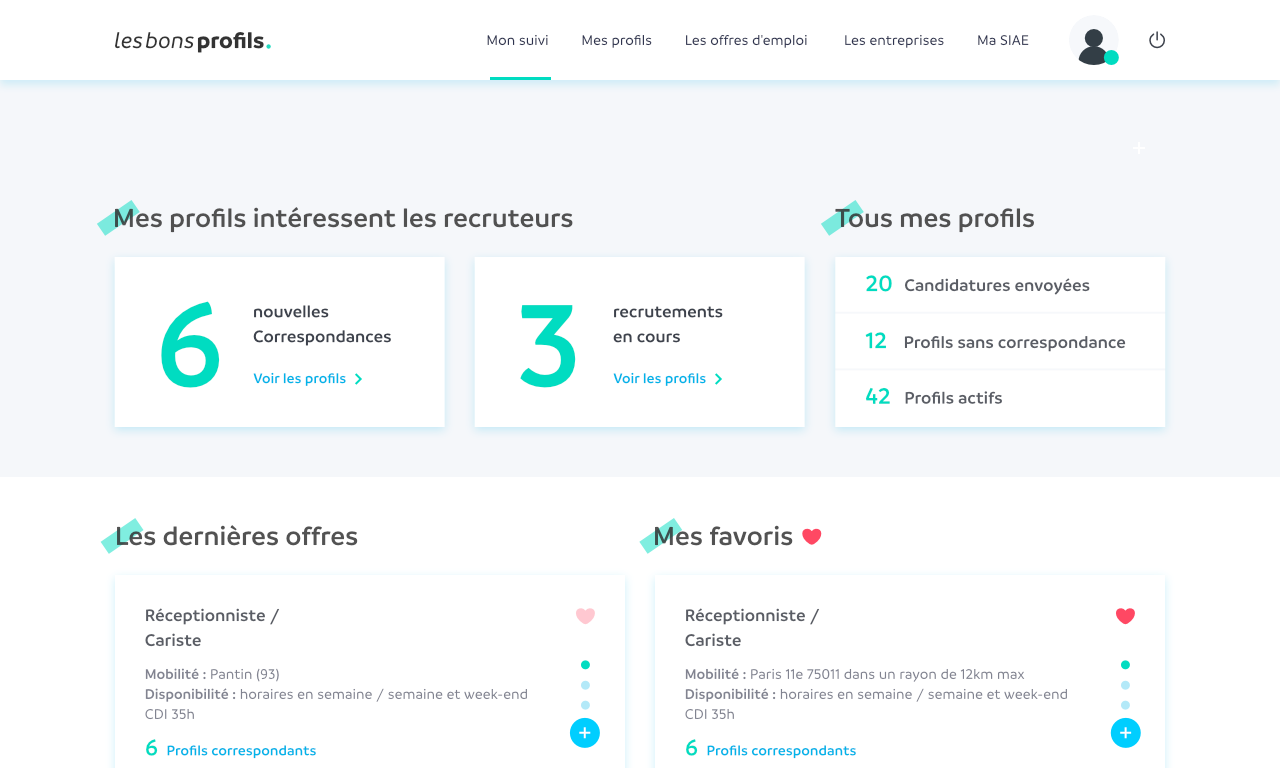 les bons profils.
Mon suivi
Mes profils
Les offres d'emploi
Les entreprises
Ma SIAE
+
Mes profils intéressent les recruteurs
6
nouvelles
Correspondances
Voir les profils
3
recrutements
en cours
Voir les profils
Tous mes profils
20 Candidatures envoyées
12 Profils sans correspondance
42 Profils actifs
Les dernières offres
Réceptionniste /
Cariste
Mobilité : Pantin (93)
Disponibilité : horaires en semaine / semaine et week-end
CDI 35h
6 Profils correspondants
+
Mes favoris
Réceptionniste /
Cariste
Mobilité : Paris 11e 75011 dans un rayon de 12km max
Disponibilité : horaires en semaine / semaine et week-end
CDI 35h
6 Profils correspondants
+